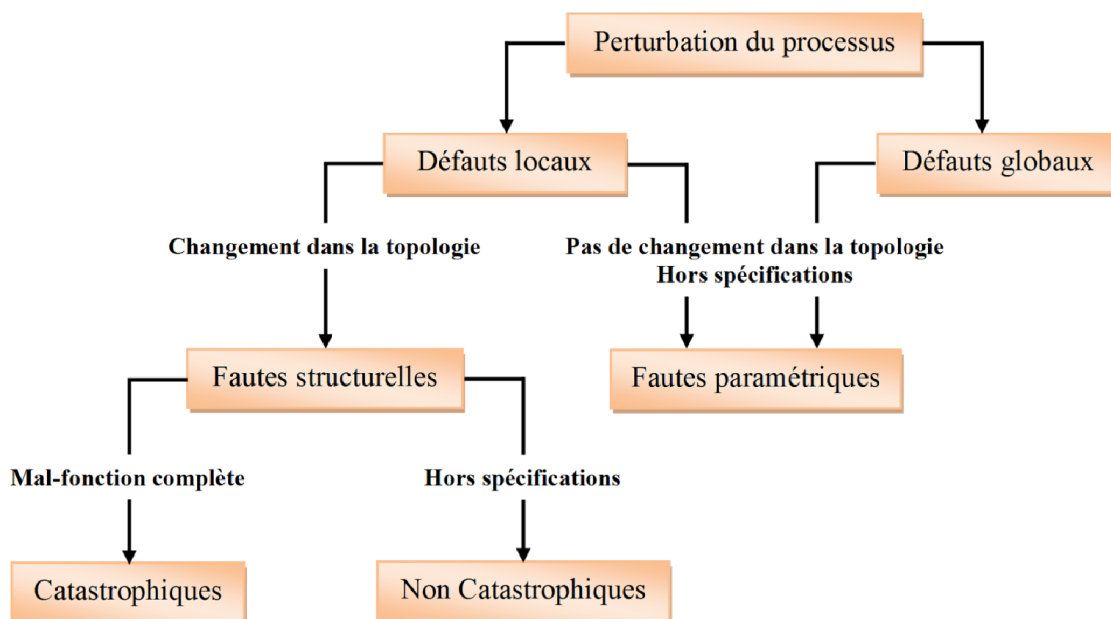 Perturbation du processus
Défauts locaux
Défauts globaux
Changement dans la topologie
Pas de changement dans la topologie
Hors spécifications
Fautes structurelles
Fautes paramétriques
Mal-fonction complète
Hors spécifications
Catastrophiques
Non Catastrophiques